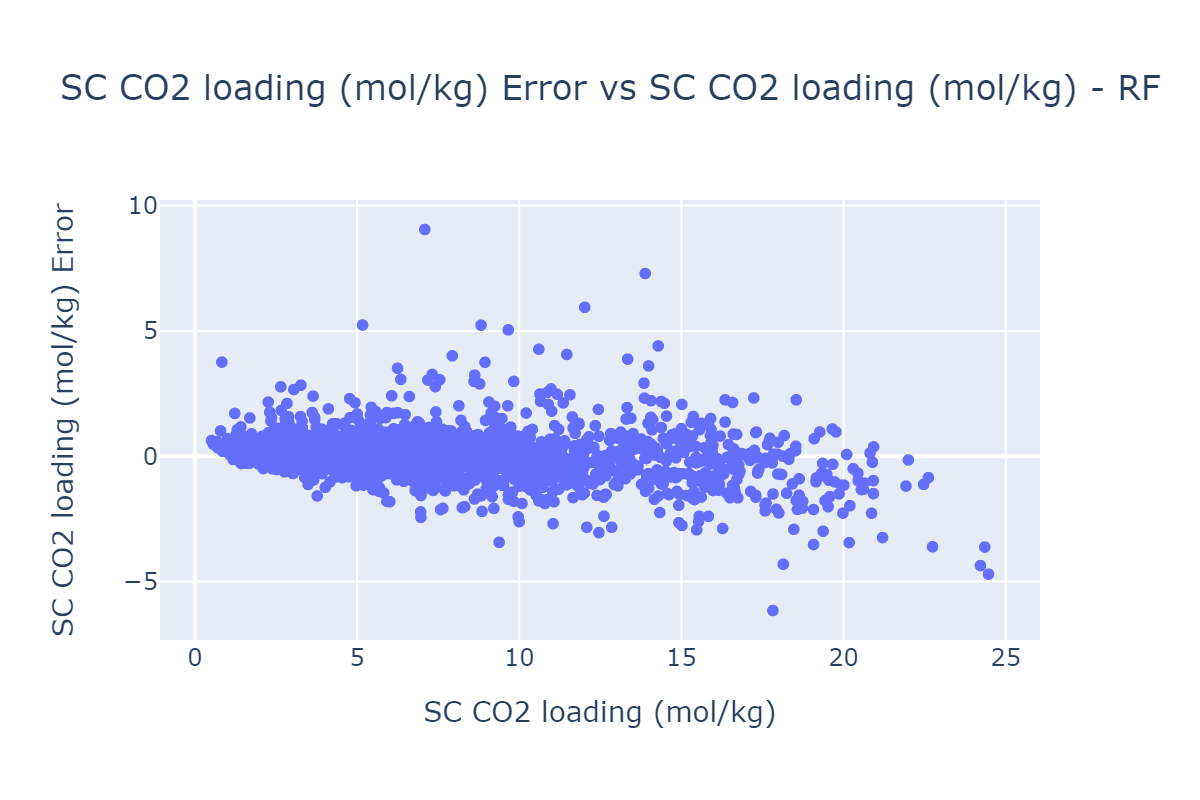 SC CO2 loading (mol/kg) Error vs SC CO2 loading (mol/kg) - RF
SC CO2 loading (mol/kg) Error
10
5
0
−5
0 5 10 15 20 25
SC CO2 loading (mol/kg)